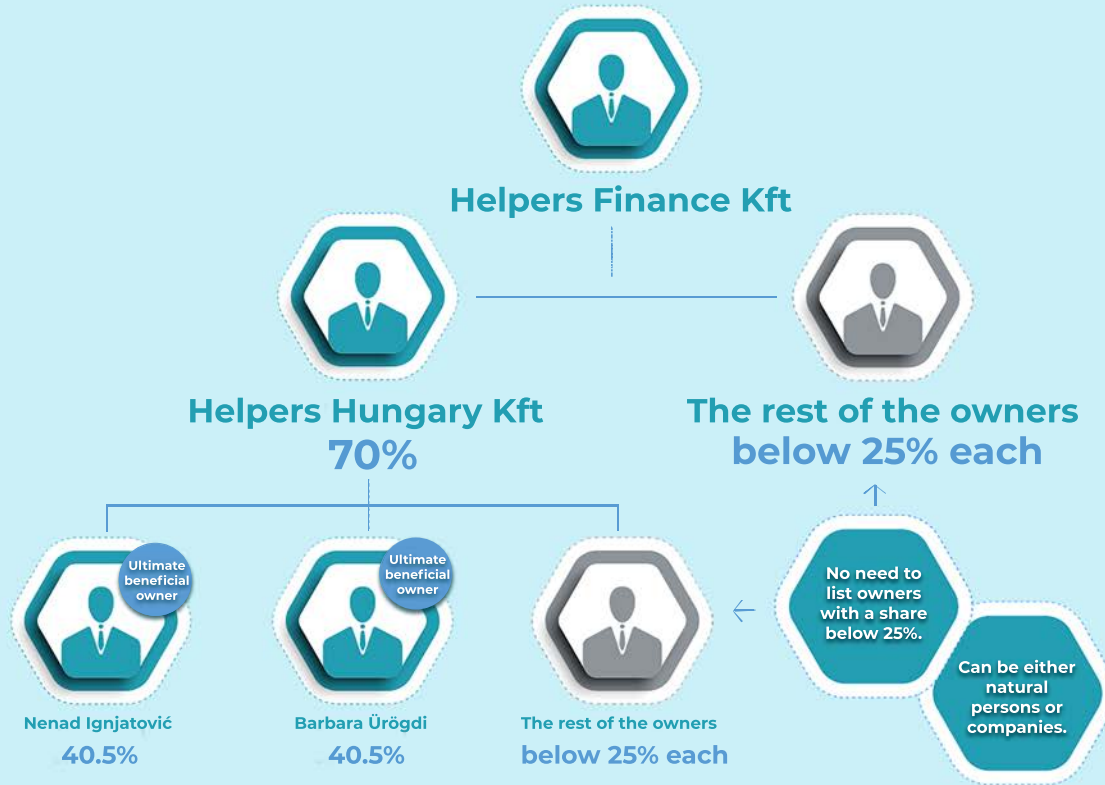 Helpers Finance Kft
Helpers Hungary Kft
70%
The rest of the owners
below 25% each
Ultimate
beneficial
owner
Nenad Ignjatović
40.5%
Ultimate
beneficial
owner
Barbara Ürögdi
40.5%
The rest of the owners
below 25% each
No need to
list owners
with a share
below 25%.
Can be either
natural
persons or
companies.